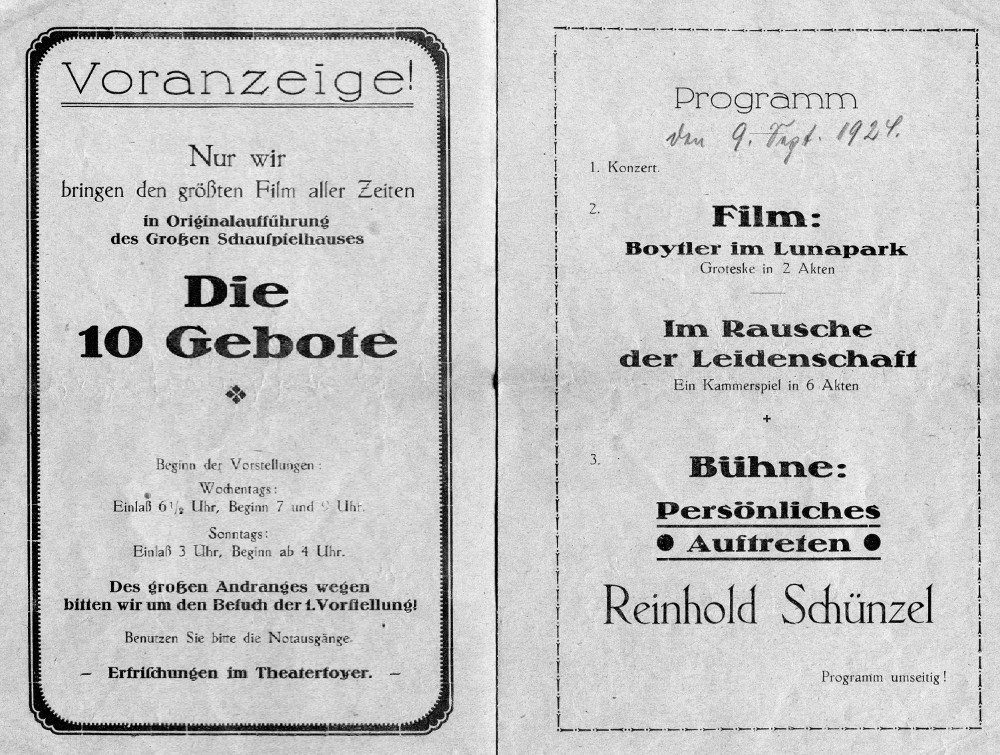 Voranzeige!
Nur wir
bringen den größten Film aller Zeiten
in Originalaufführung
des Großen Schauſpielhauses
Die
10 Gebote
Beginn der Vorstellungen:
Wochentags:
Einlaß 6½ Uhr, Beginn 7 und 9 Uhr.
Sonntags:
Einlaß 3 Uhr, Beginn ab 4 Uhr.
Des großen Andranges wegen
bitten wir um den Beſuch der 1. Vorſtellung!
Benutzen Sie bitte die Notausgänge.
– Erfriſchungen im Theaterfoyer. –
Programm
den 9. Sept. 1924.
1. Konzert.
2.
Film:
Boytler im Lunapark
Groteske in 2 Akten
Im Rausche
der Leidenschaft
Ein Kammerspiel in 6 Akten
3.
Bühne:
Persönliches
● Auftreten ●
Reinhold Schünzel
Programm umseitig!